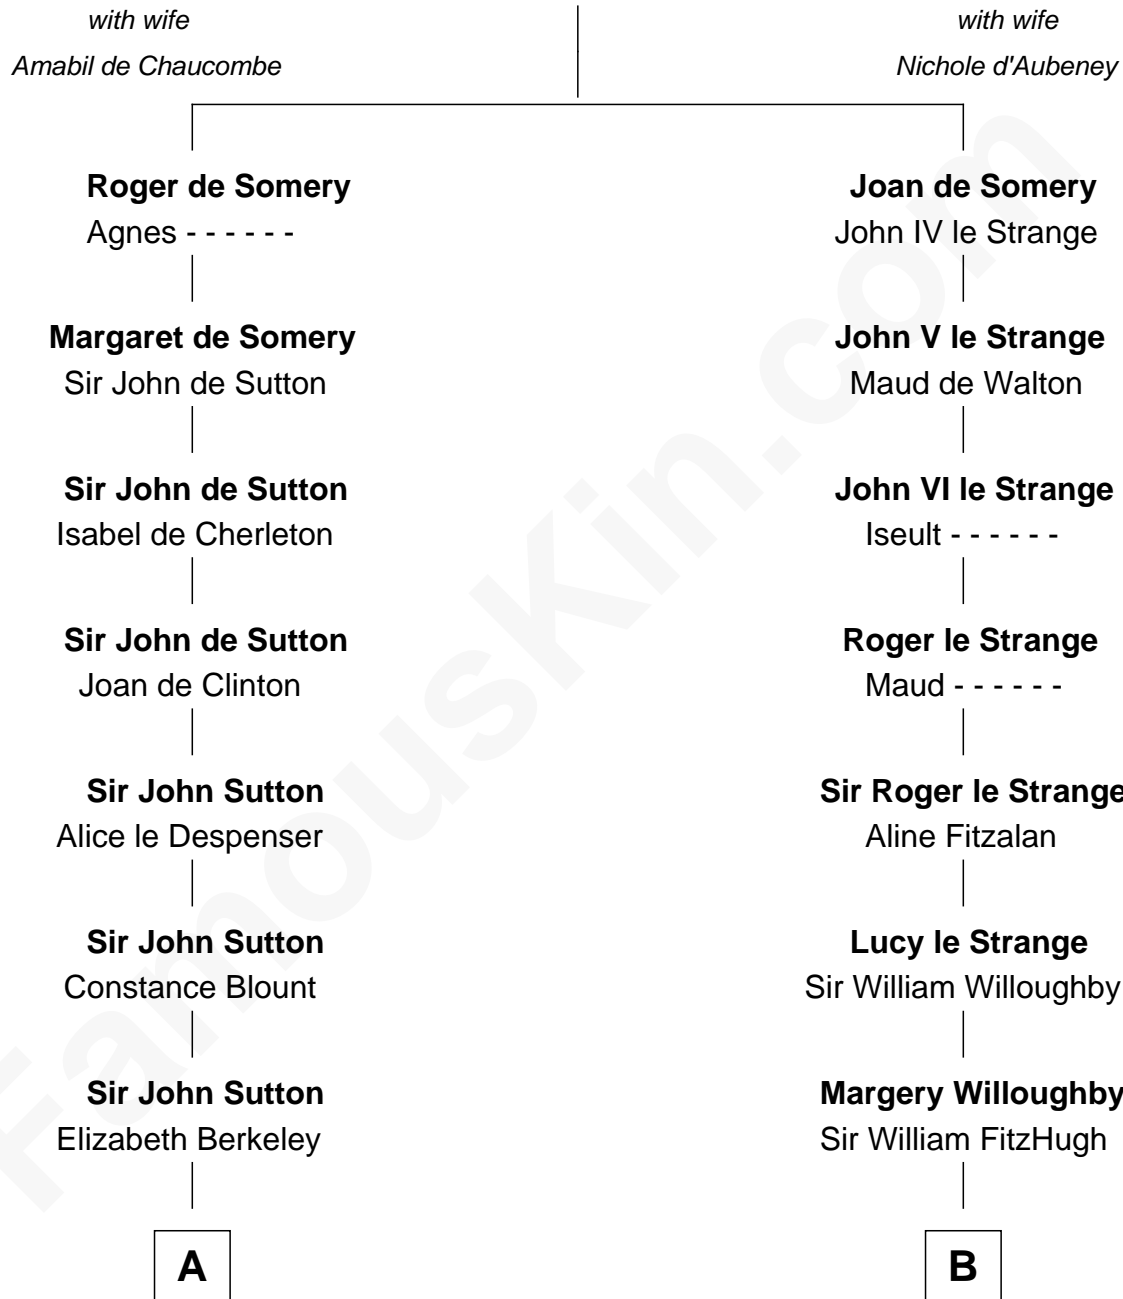 with wife
Amabil de Chaucombe
with wife
Nichole d'Aubeney
Roger de Somery
Agnes - - - - - -
Joan de Somery
John IV le Strange
Margaret de Somery
Sir John de Sutton
John V le Strange
Maud de Walton
Sir John de Sutton
Isabel de Cherleton
John VI le Strange
Iseult - - - - - -
Sir John de Sutton
Joan de Clinton
Roger le Strange
Maud - - - - - -
Sir John Sutton
Alice le Despenser
Sir Roger le Strange
Aline Fitzalan
Sir John Sutton
Constance Blount
Lucy le Strange
Sir William Willoughby
Sir John Sutton
Elizabeth Berkeley
Margery Willoughby
Sir William FitzHugh
A
B
FamousKin.com